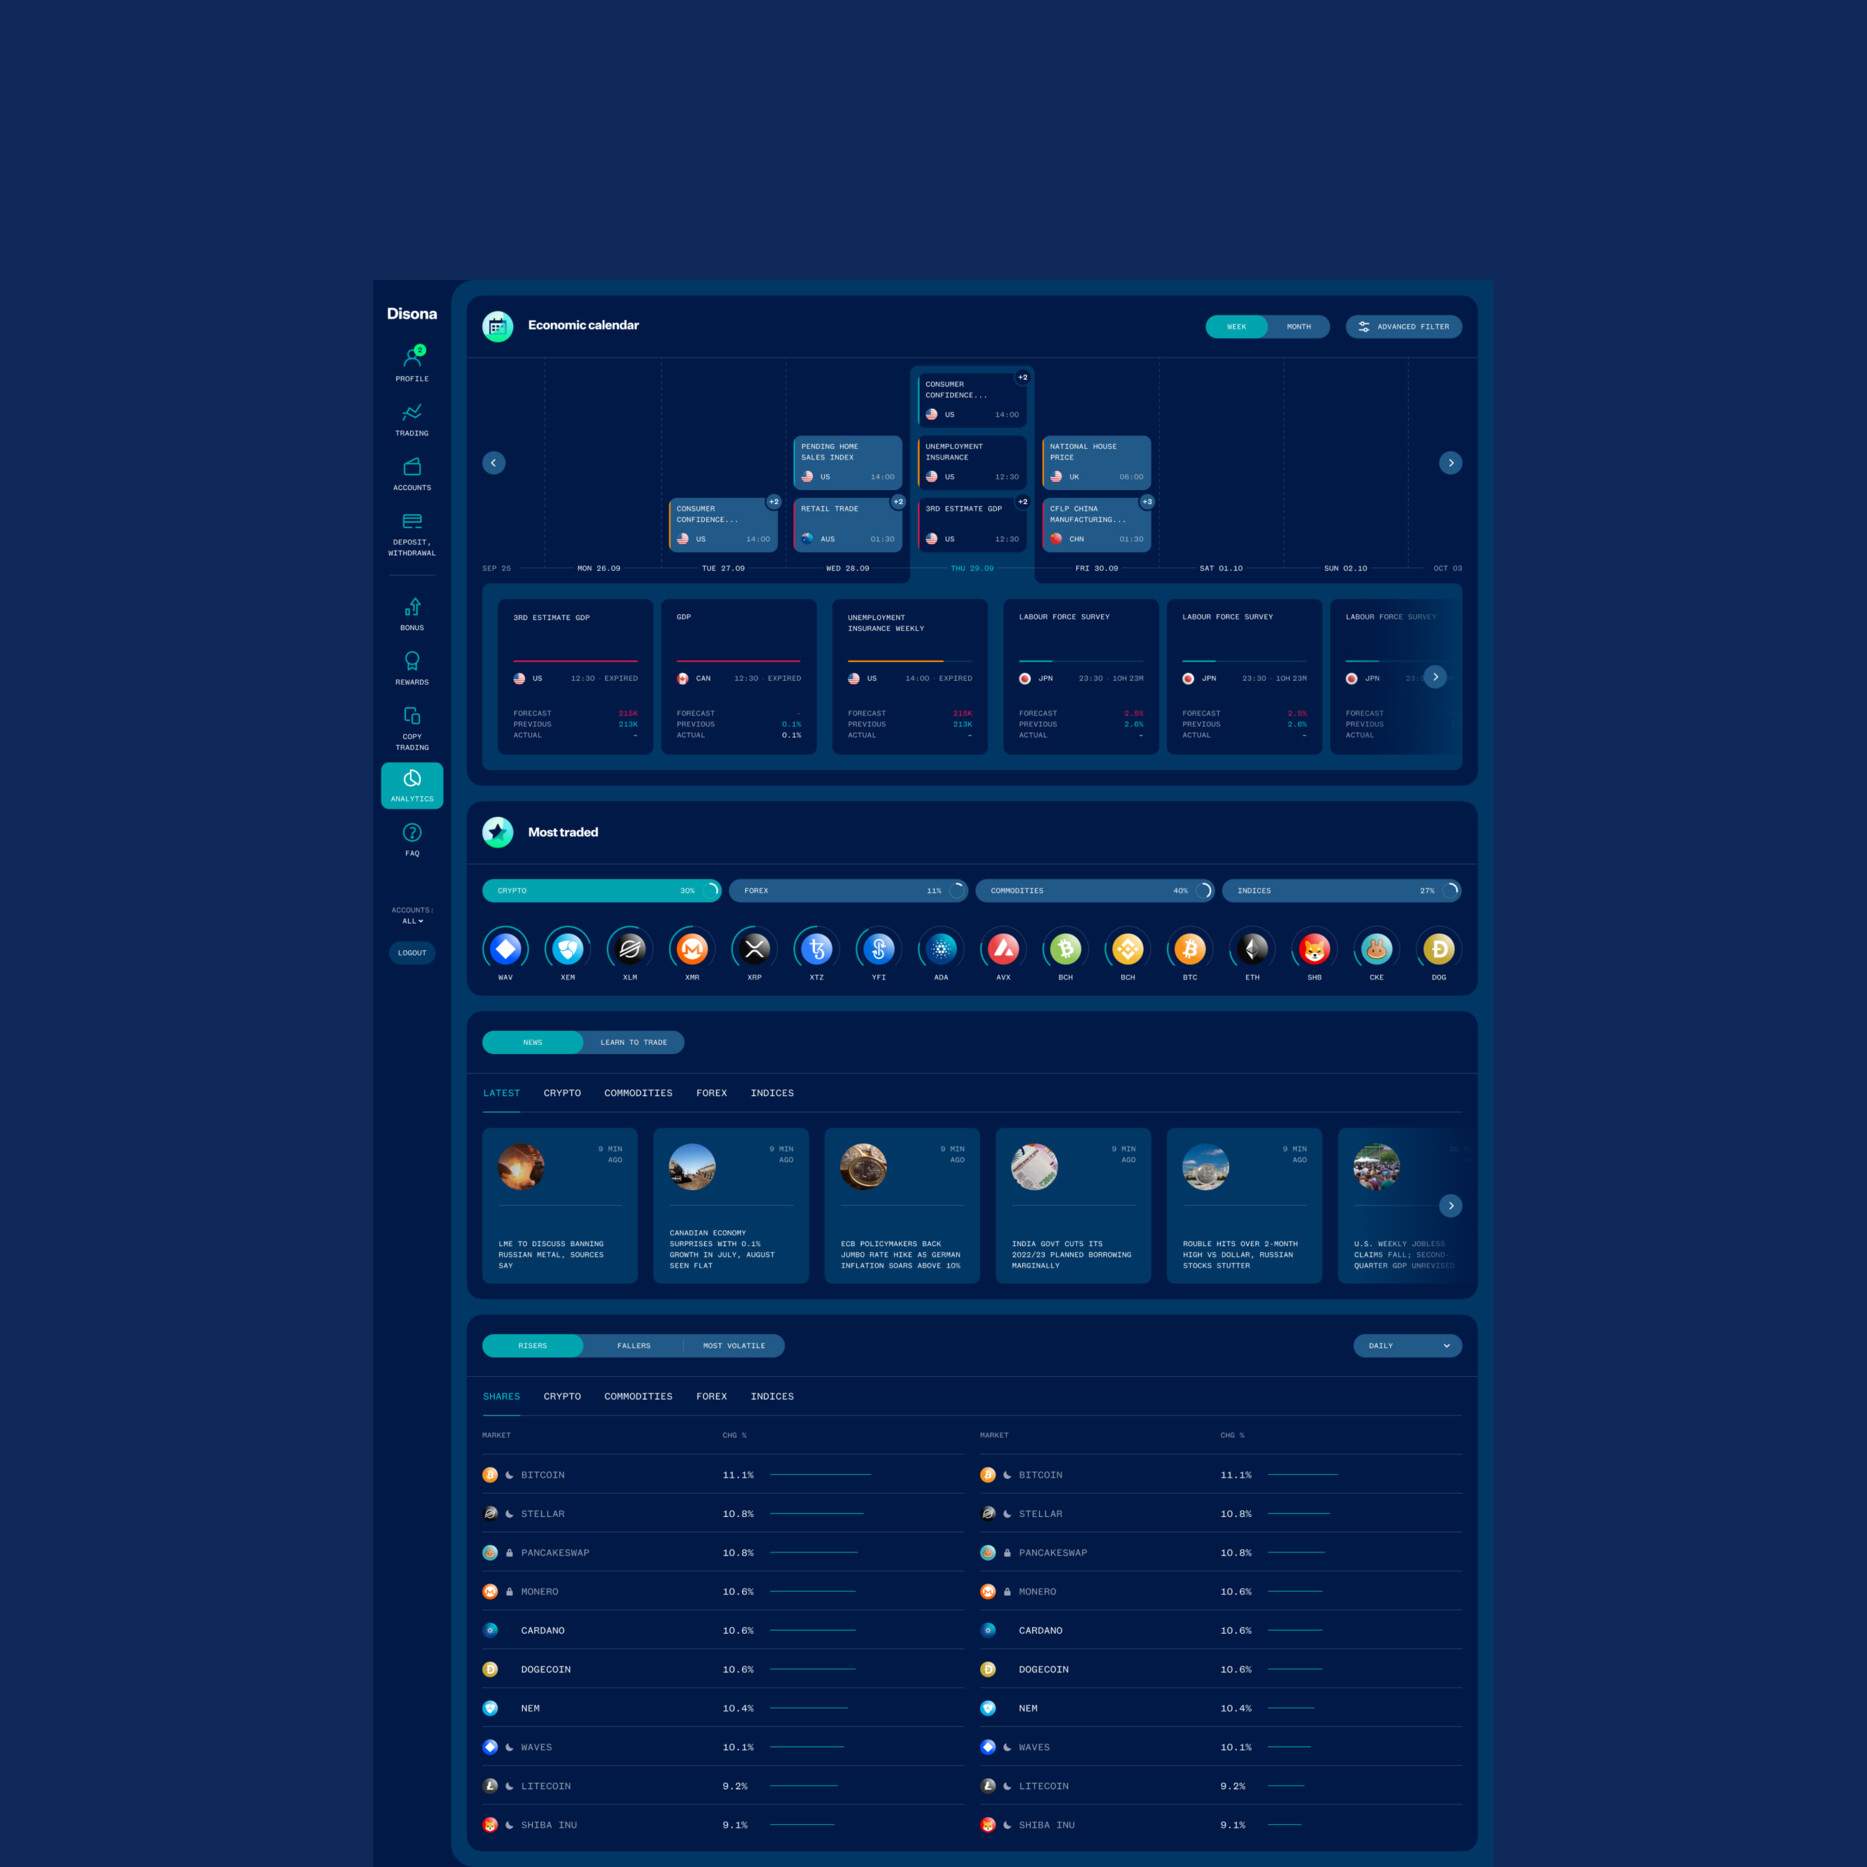 Disona
2
PROFILE
TRADING
ACCOUNTS
DEPOSIT,
WITHDRAWAL
BONUS
REWARDS
COPY
TRADING
ANALYTICS
FAQ
ACCOUNTS:
ALL
LOGOUT
Economic calendar
WEEK MONTH ADVANCED FILTER
CONSUMER
CONFIDENCE...
+2
US 14:00
PENDING HOME
SALES INDEX
US 14:00
UNEMPLOYMENT
INSURANCE
US 12:30
NATIONAL HOUSE
PRICE
UK 06:00
CONSUMER
CONFIDENCE...
+2
US 14:00
RETAIL TRADE
+2
AUS 01:30
3RD ESTIMATE GDP
+2
US 12:30
CFLP CHINA
MANUFACTURING...
+3
CHN 01:30
SEP 25 MON 26.09 TUE 27.09 WED 28.09 THU 29.09 FRI 30.09 SAT 01.10 SUN 02.10 OCT 03
3RD ESTIMATE GDP
US 12:30 · EXPIRED
FORECAST 215K
PREVIOUS 213K
ACTUAL –
GDP
CAN 12:30 · EXPIRED
FORECAST –
PREVIOUS 0.1%
ACTUAL 0.1%
UNEMPLOYMENT
INSURANCE WEEKLY
US 14:00 · EXPIRED
FORECAST 215K
PREVIOUS 213K
ACTUAL –
LABOUR FORCE SURVEY
JPN 23:30 · 10H 23M
FORECAST 2.5%
PREVIOUS 2.6%
ACTUAL –
LABOUR FORCE SURVEY
JPN 23:30 · 10H 23M
FORECAST 2.5%
PREVIOUS 2.6%
ACTUAL –
LABOUR FORCE SURVEY
JPN
FORECAST
PREVIOUS
ACTUAL
Most traded
CRYPTO 30% FOREX 11% COMMODITIES 40% INDICES 27%
WAV XEM XLM XMR XRP XTZ YFI ADA AVX BCH BCH BTC ETH SHB CKE DOG
NEWS LEARN TO TRADE
LATEST CRYPTO COMMODITIES FOREX INDICES
9 MIN
AGO
LME TO DISCUSS BANNING
RUSSIAN METAL, SOURCES
SAY
9 MIN
AGO
CANADIAN ECONOMY
SURPRISES WITH 0.1%
GROWTH IN JULY, AUGUST
SEEN FLAT
9 MIN
AGO
ECB POLICYMAKERS BACK
JUMBO RATE HIKE AS GERMAN
INFLATION SOARS ABOVE 10%
9 MIN
AGO
INDIA GOVT CUTS ITS
2022/23 PLANNED BORROWING
MARGINALLY
9 MIN
AGO
ROUBLE HITS OVER 2-MONTH
HIGH VS DOLLAR, RUSSIAN
STOCKS STUTTER
U.S. WEEKLY JOBLESS
CLAIMS FALL; SECOND-
QUARTER GDP UNREVISED
RISERS FALLERS MOST VOLATILE DAILY
SHARES CRYPTO COMMODITIES FOREX INDICES
MARKET CHG % MARKET CHG %
BITCOIN 11.1% BITCOIN 11.1%
STELLAR 10.8% STELLAR 10.8%
PANCAKESWAP 10.8% PANCAKESWAP 10.8%
MONERO 10.6% MONERO 10.6%
CARDANO 10.6% CARDANO 10.6%
DOGECOIN 10.6% DOGECOIN 10.6%
NEM 10.4% NEM 10.4%
WAVES 10.1% WAVES 10.1%
LITECOIN 9.2% LITECOIN 9.2%
SHIBA INU 9.1% SHIBA INU 9.1%